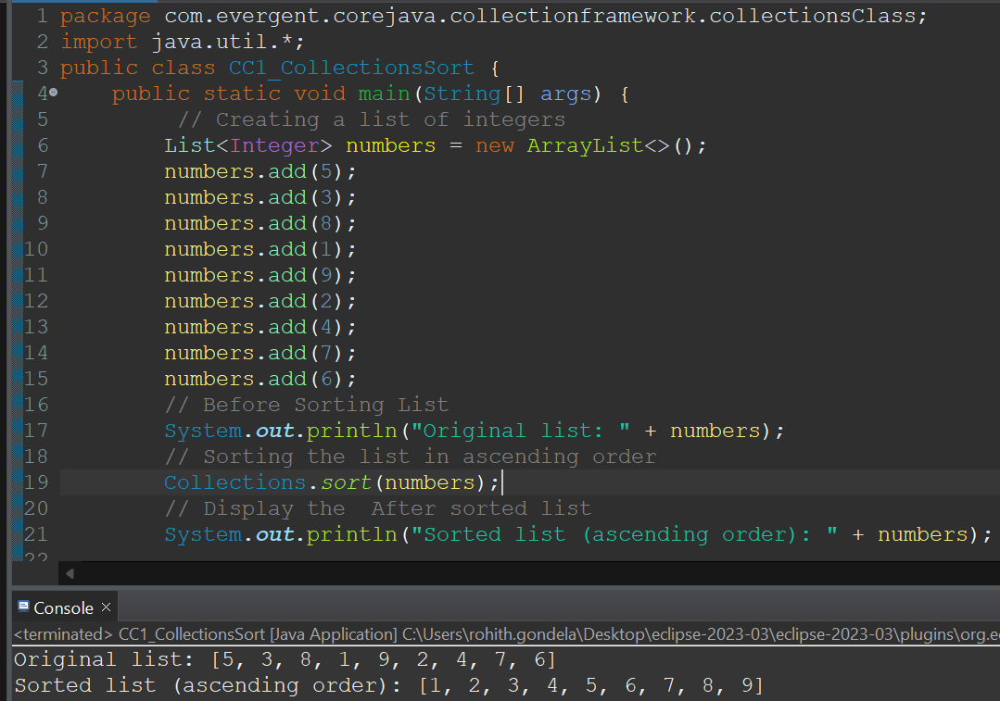 1 package com.evergent.corejava.collectionframework.collectionsClass;
2 import java.util.*;
3 public class CC1_CollectionsSort {
4 public static void main(String[] args) {
5 // Creating a list of integers
6 List<Integer> numbers = new ArrayList<>();
7 numbers.add(5);
8 numbers.add(3);
9 numbers.add(8);
10 numbers.add(1);
11 numbers.add(9);
12 numbers.add(2);
13 numbers.add(4);
14 numbers.add(7);
15 numbers.add(6);
16 // Before Sorting List
17 System.out.println("Original list: " + numbers);
18 // Sorting the list in ascending order
19 Collections.sort(numbers);
20 // Display the  After sorted list
21 System.out.println("Sorted list (ascending order): " + numbers);
22
Console
<terminated> CC1_CollectionsSort [Java Application] C:\Users\rohith.gondela\Desktop\eclipse-2023-03\eclipse-2023-03\plugins\org.e
Original list: [5, 3, 8, 1, 9, 2, 4, 7, 6]
Sorted list (ascending order): [1, 2, 3, 4, 5, 6, 7, 8, 9]